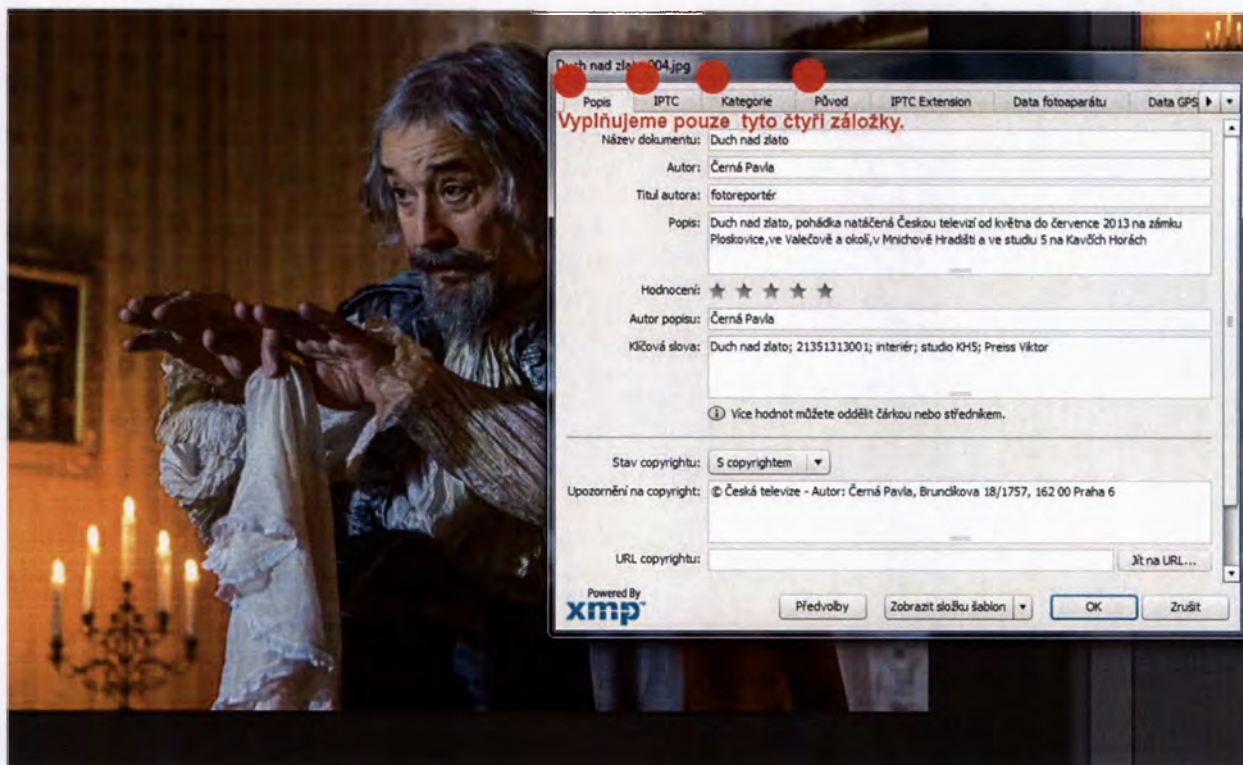 Duch nad zlato004.jpg
Popis IPTC Kategorie Původ IPTC Extension Data fotoaparátu Data GPS
Vyplňujeme pouze tyto čtyři záložky.
Název dokumentu: Duch nad zlato
Autor: Černá Pavla
Titul autora: fotoreportér
Popis: Duch nad zlato, pohádka natáčená Českou televizí od května do července 2013 na zámku
Ploskovice,ve Valečově a okolí,v Mnichově Hradišti a ve studiu 5 na Kavčích Horách
Hodnocení:
Autor popisu: Černá Pavla
Klíčová slova: Duch nad zlato; 21351313001; interiér; studio KH5; Preiss Viktor
Více hodnot můžete oddělit čárkou nebo středníkem.
Stav copyrightu: S copyrightem
Upozornění na copyright: © Česká televize - Autor: Černá Pavla, Brunclíkova 18/1757, 162 00 Praha 6
URL copyrightu: Jít na URL...
Powered By
xmp Předvolby Zobrazit složku šablon OK Zrušit